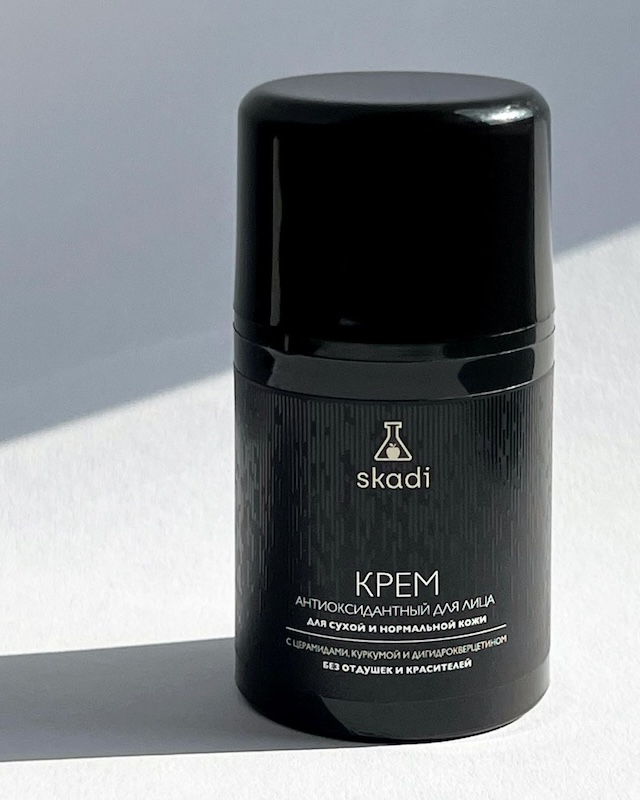 skadi
КРЕМ
АНТИОКСИДАНТНЫЙ ДЛЯ ЛИЦА
ДЛЯ СУХОЙ И НОРМАЛЬНОЙ КОЖИ
С ЦЕРАМИДАМИ, КУРКУМОЙ И ДИГИДРОКВЕРЦЕТИНОМ
БЕЗ ОТДУШЕК И КРАСИТЕЛЕЙ